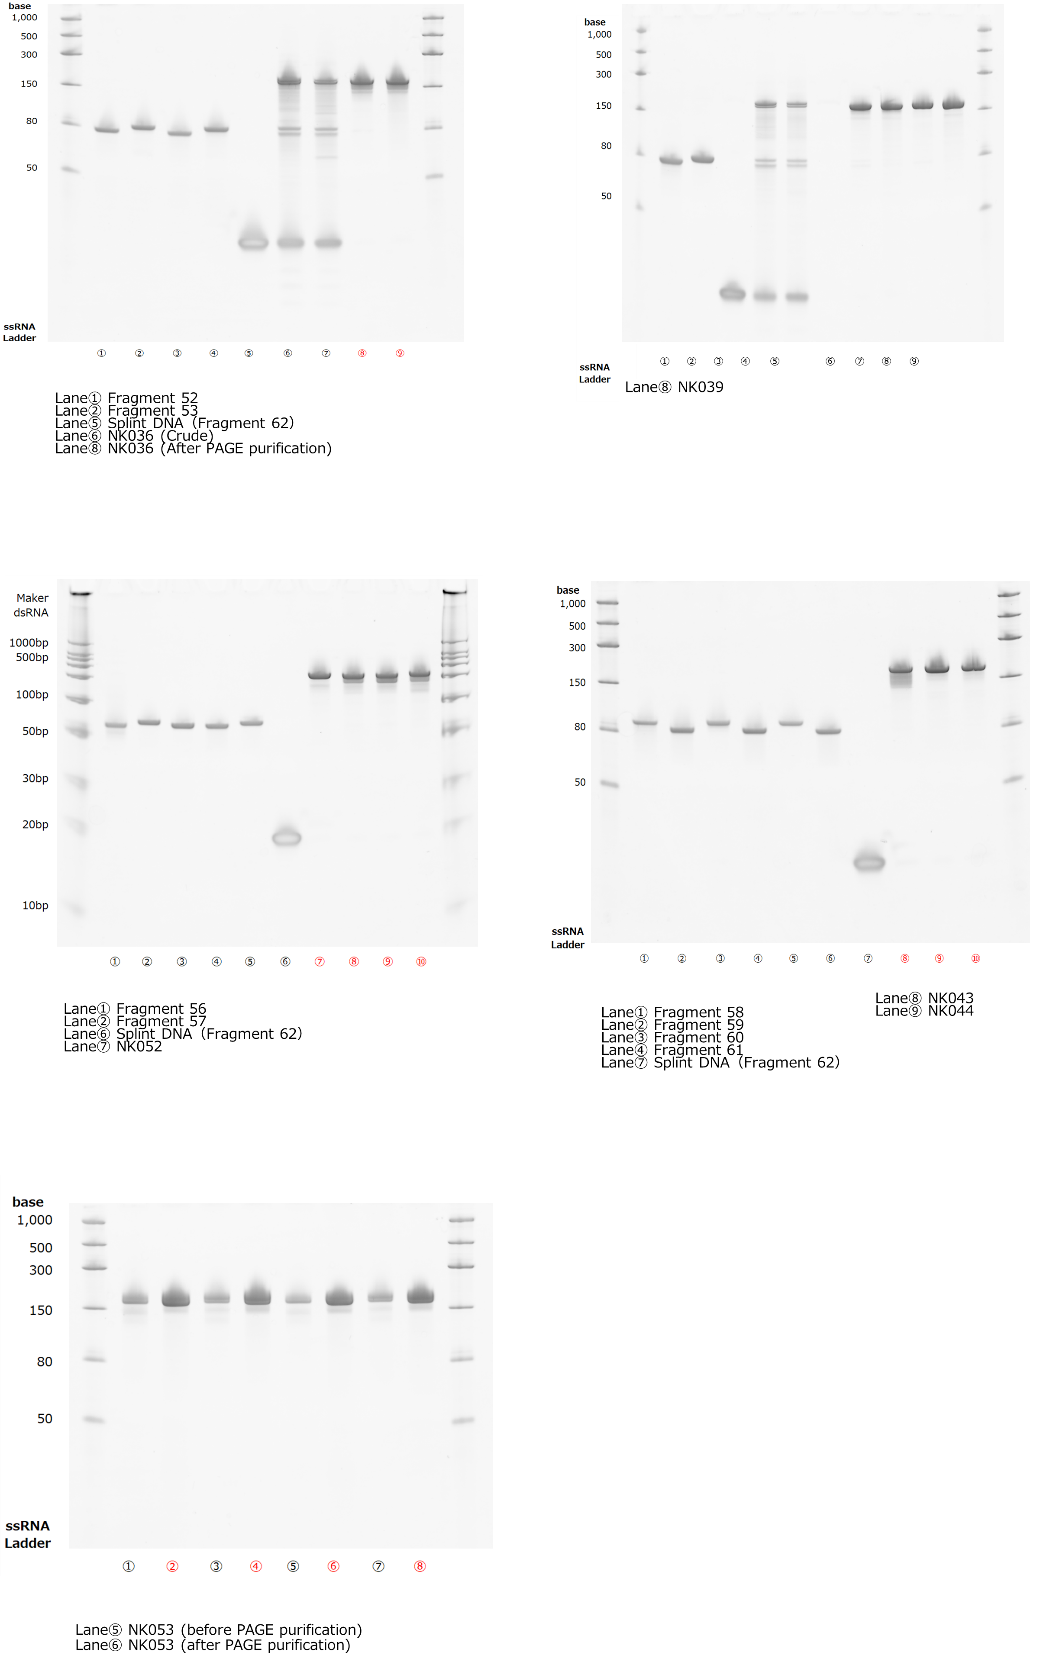 base
1,000
500
300
150
80
50
ssRNA
Ladder
① ② ③ ④ ⑤ ⑥ ⑦ ⑧ ⑨
Lane① Fragment 52
Lane② Fragment 53
Lane⑤ Splint DNA (Fragment 62)
Lane⑥ NK036 (Crude)
Lane⑧ NK036 (After PAGE purification)
base
1,000
500
300
150
80
50
ssRNA
Ladder
① ② ③ ④ ⑤ ⑥ ⑦ ⑧ ⑨
Lane⑧ NK039
Maker
dsRNA
1000bp
500bp
100bp
50bp
30bp
20bp
10bp
① ② ③ ④ ⑤ ⑥ ⑦ ⑧ ⑨ ⑩
Lane① Fragment 56
Lane② Fragment 57
Lane⑥ Splint DNA (Fragment 62)
Lane⑦ NK052
base
1,000
500
300
150
80
50
ssRNA
Ladder
① ② ③ ④ ⑤ ⑥ ⑦ ⑧ ⑨ ⑩
Lane① Fragment 58
Lane② Fragment 59
Lane③ Fragment 60
Lane④ Fragment 61
Lane⑦ Splint DNA (Fragment 62)
Lane⑧ NK043
Lane⑨ NK044
base
1,000
500
300
150
80
50
ssRNA
Ladder
① ② ③ ④ ⑤ ⑥ ⑦ ⑧
Lane⑤ NK053 (before PAGE purification)
Lane⑥ NK053 (after PAGE purification)